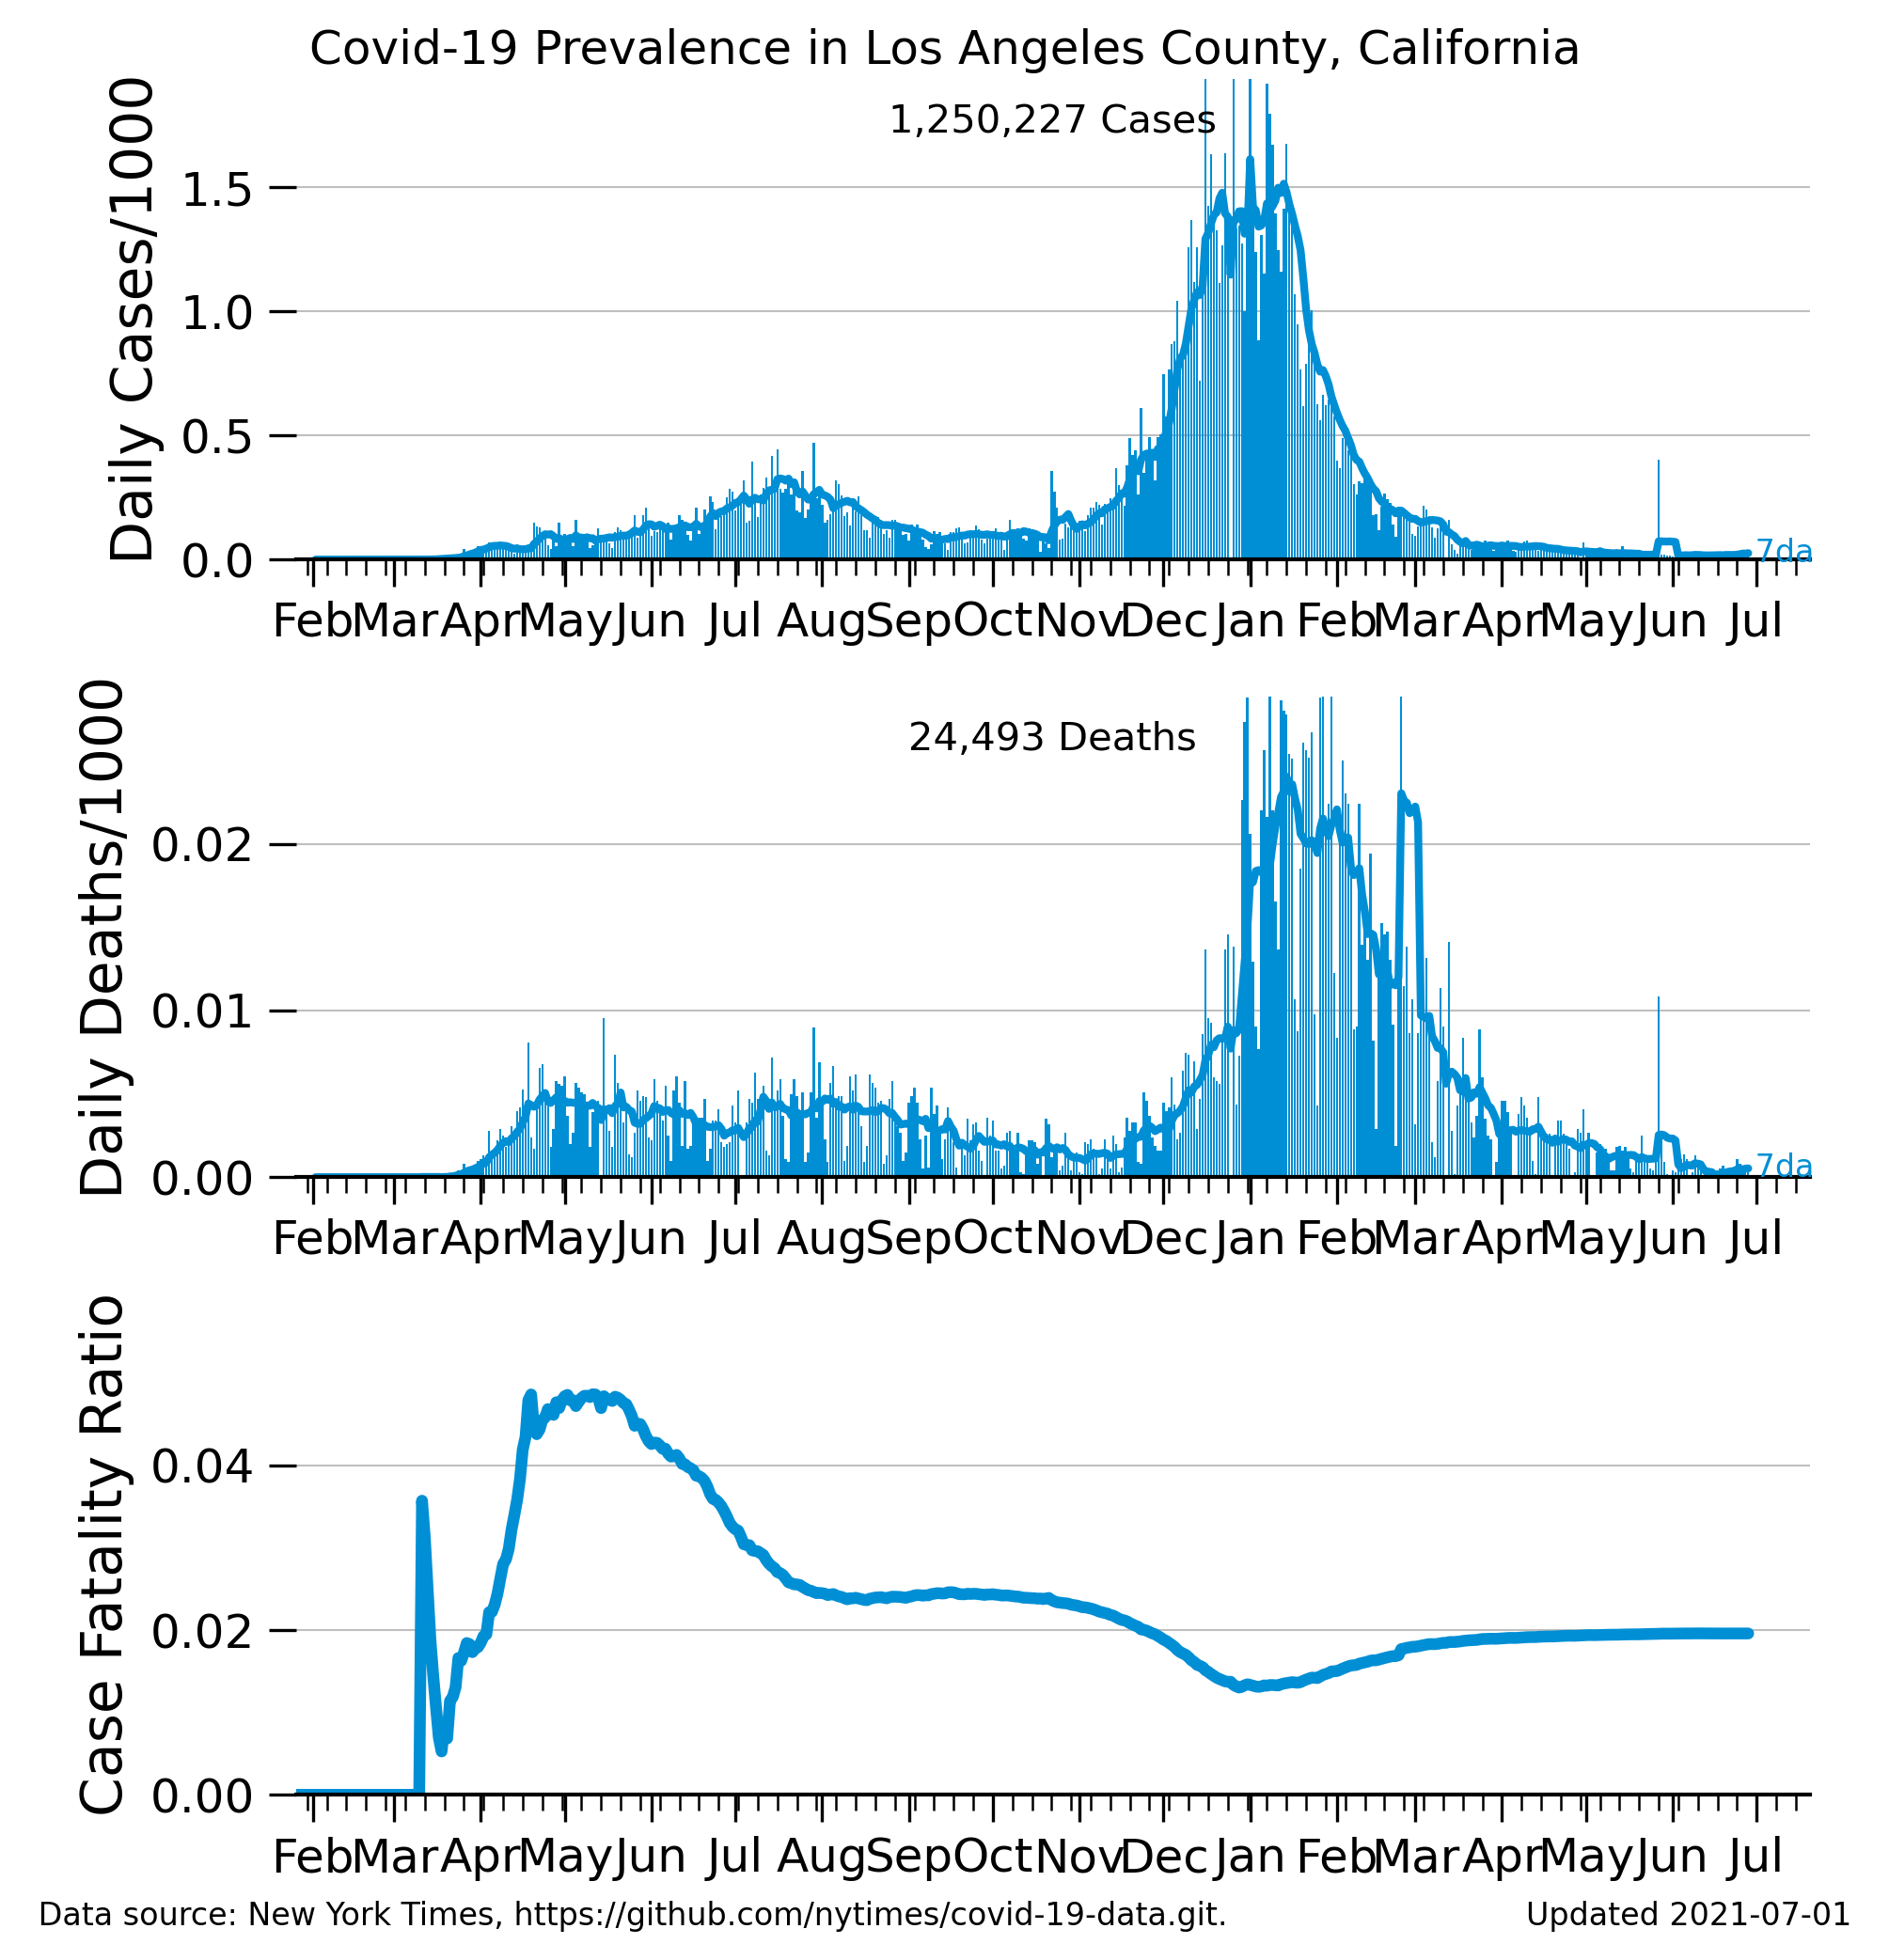 Covid-19 Prevalence in Los Angeles County, California
Daily Cases/1000
1,250,227 Cases
1.5
1.0
0.5
0.0
7da
Feb Mar Apr May Jun Jul Aug Sep Oct Nov Dec Jan Feb Mar Apr May Jun Jul
Daily Deaths/1000
24,493 Deaths
0.02
0.01
0.00
7da
Feb Mar Apr May Jun Jul Aug Sep Oct Nov Dec Jan Feb Mar Apr May Jun Jul
Case Fatality Ratio
0.04
0.02
0.00
Feb Mar Apr May Jun Jul Aug Sep Oct Nov Dec Jan Feb Mar Apr May Jun Jul
Data source: New York Times, https://github.com/nytimes/covid-19-data.git.
Updated 2021-07-01